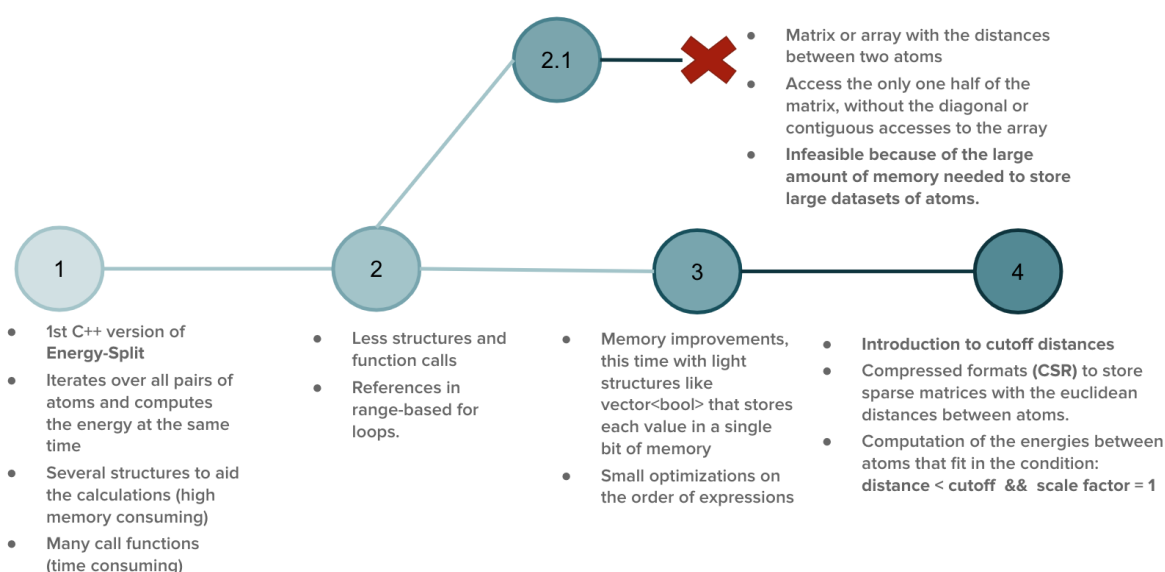 2.1
● Matrix or array with the distances
between two atoms
● Access the only one half of the
matrix, without the diagonal or
contiguous accesses to the array
● Infeasible because of the large
amount of memory needed to store
large datasets of atoms.
1
2
3
4
● 1st C++ version of
Energy-Split
● Iterates over all pairs of
atoms and computes
the energy at the same
time
● Several structures to aid
the calculations (high
memory consuming)
● Many call functions
(time consuming)
● Less structures and
function calls
● References in
range-based for
loops.
● Memory improvements,
this time with light
structures like
vector<bool> that stores
each value in a single
bit of memory
● Small optimizations on
the order of expressions
● Introduction to cutoff distances
● Compressed formats (CSR) to store
sparse matrices with the euclidean
distances between atoms.
● Computation of the energies between
atoms that fit in the condition:
distance < cutoff && scale factor = 1